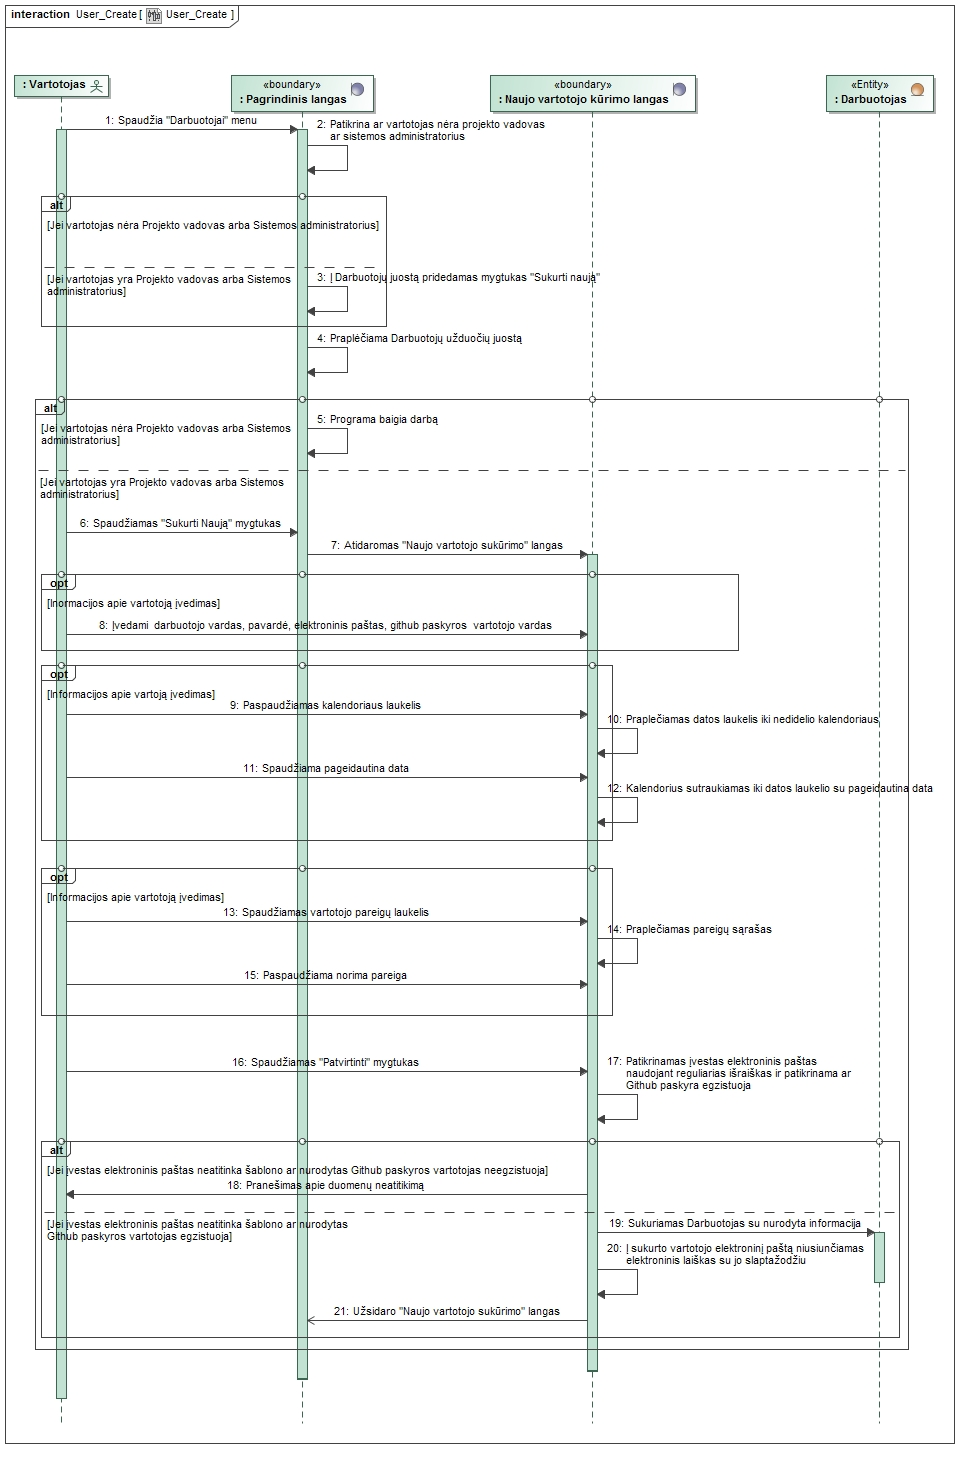 interaction User_Create [ User_Create ]
: Vartotojas
«boundary»
: Pagrindinis langas
«boundary»
: Naujo vartotojo kūrimo langas
«Entity»
: Darbuotojas
1: Spaudžia "Darbuotojai" menu
2: Patikrina ar vartotojas nėra projekto vadovas
ar sistemos administratorius
alt
[Jei vartotojas nėra Projekto vadovas arba Sistemos administratorius]
[Jei vartotojas yra Projekto vadovas arba Sistemos
administratorius]
3: Į Darbuotojų juostą pridedamas mygtukas "Sukurti naują"
4: Praplėčiama Darbuotojų užduočių juostą
alt
[Jei vartotojas nėra Projekto vadovas arba Sistemos
administratorius]
5: Programa baigia darbą
[Jei vartotojas yra Projekto vadovas arba Sistemos
administratorius]
6: Spaudžiamas "Sukurti Naują" mygtukas
7: Atidaromas "Naujo vartotojo sukūrimo" langas
opt
[Inormacijos apie vartotoją įvedimas]
8: Įvedami darbuotojo vardas, pavardė, elektroninis paštas, github paskyros vartotojo vardas
opt
[Informacijos apie vartoją įvedimas]
9: Paspaudžiamas kalendoriaus laukelis
10: Praplečiamas datos laukelis iki nedidelio kalendoriaus
11: Spaudžiama pageidautina data
12: Kalendorius sutraukiamas iki datos laukelio su pageidautina data
opt
[Informacijos apie vartotoją įvedimas]
13: Spaudžiamas vartotojo pareigų laukelis
14: Praplečiamas pareigų sąrašas
15: Paspaudžiama norima pareiga
16: Spaudžiamas "Patvirtinti" mygtukas
17: Patikrinamas įvestas elektroninis paštas
naudojant reguliarias išraiškas ir patikrinama ar
Github paskyra egzistuoja
alt
[Jei įvestas elektroninis paštas neatitinka šablono ar nurodytas Github paskyros vartotojas neegzistuoja]
18: Pranešimas apie duomenų neatitikimą
[Jei įvestas elektroninis paštas neatitinka šablono ar nurodytas
Github paskyros vartotojas egzistuoja]
19: Sukuriamas Darbuotojas su nurodyta informacija
20: Į sukurto vartotojo elektroninį paštą niusiunčiamas
elektroninis laiškas su jo slaptažodžiu
21: Užsidaro "Naujo vartotojo sukūrimo" langas